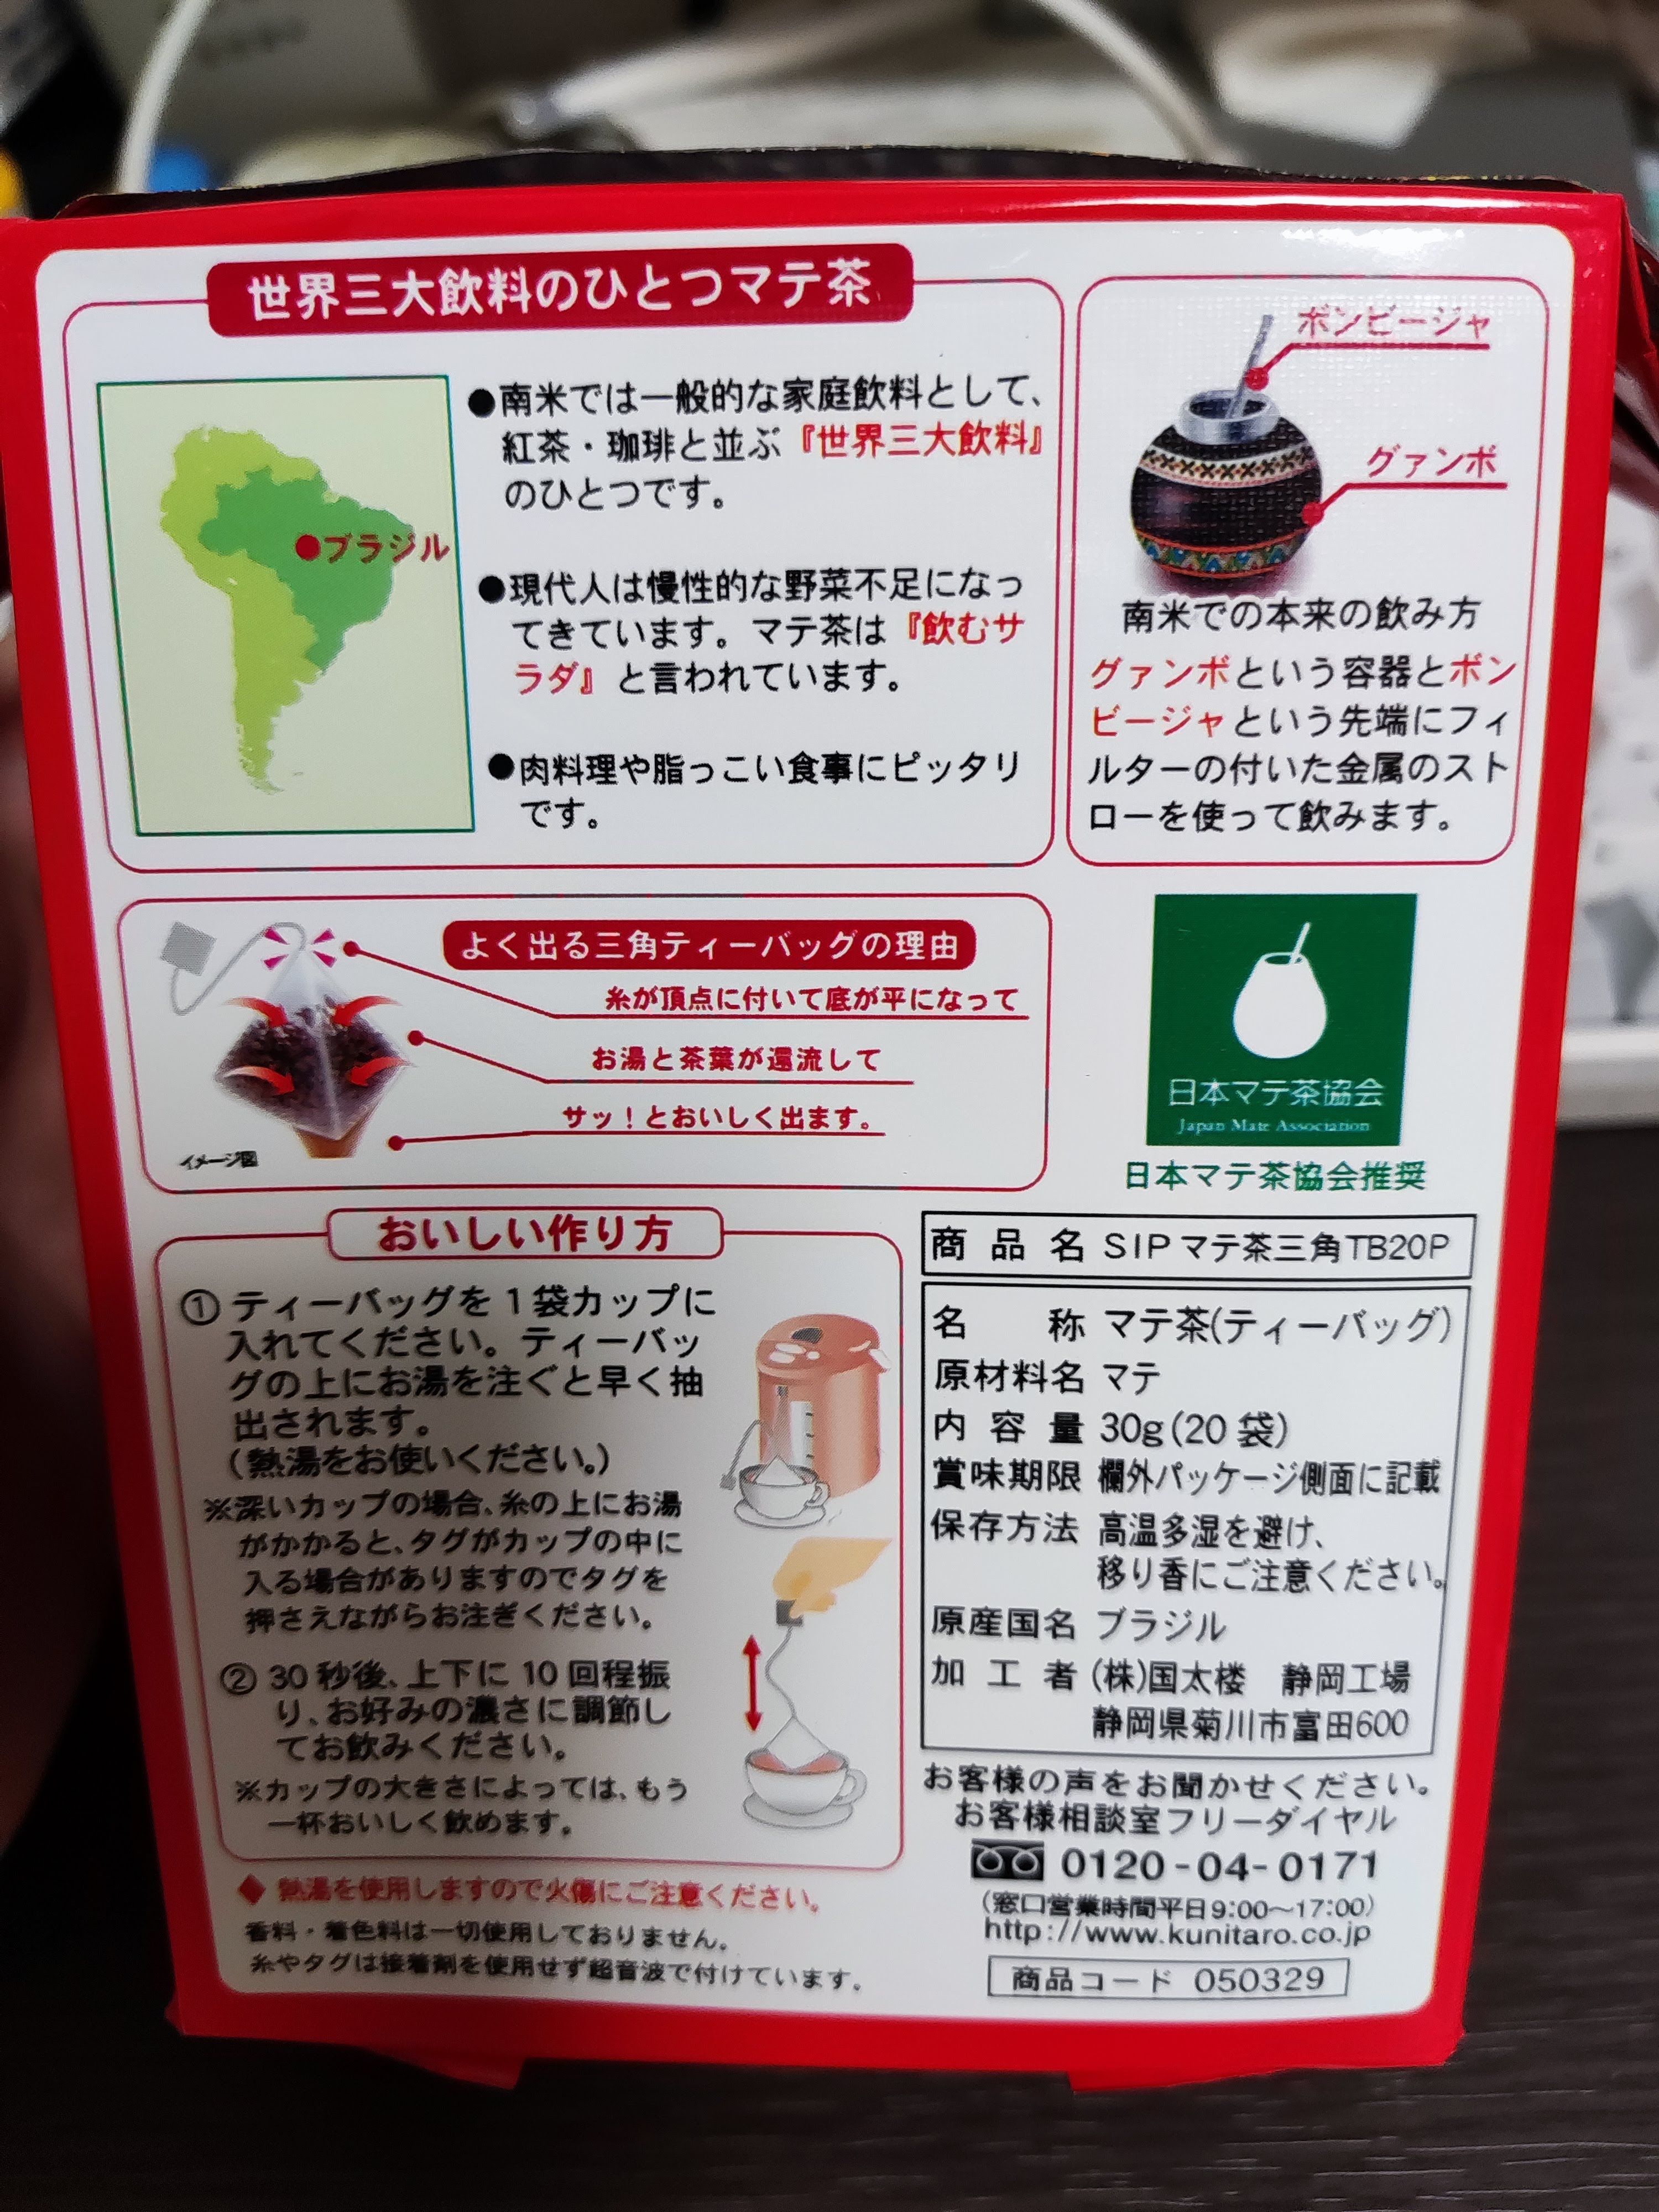 世界三大飲料のひとつマテ茶
●ブラジル
●南米では一般的な家庭飲料として、
紅茶・珈琲と並ぶ『世界三大飲料』
のひとつです。
●現代人は慢性的な野菜不足になっ
てきています。マテ茶は『飲むサ
ラダ』と言われています。
●肉料理や脂っこい食事にピッタリ
です。
ボンビージャ
グァンボ
南米での本来の飲み方
グァンボという容器とボン
ビージャという先端にフィ
ルターの付いた金属のスト
ローを使って飲みます。
よく出る三角ティーバッグの理由
糸が頂点に付いて底が平になって
お湯と茶葉が還流して
サッ！とおいしく出ます。
イメージ図
日本マテ茶協会
Japan Mate Association
日本マテ茶協会推奨
おいしい作り方
① ティーバッグを1袋カップに
入れてください。ティーバッ
グの上にお湯を注ぐと早く抽
出されます。
（熱湯をお使いください。）
※深いカップの場合、糸の上にお湯
がかかると、タグがカップの中に
入る場合がありますのでタグを
押さえながらお注ぎください。
② 30秒後、上下に10回程振
り、お好みの濃さに調節し
てお飲みください。
※カップの大きさによっては、もう
一杯おいしく飲めます。
◆熱湯を使用しますので火傷にご注意ください。
香料・着色料は一切使用しておりません。
糸やタグは接着剤を使用せず超音波で付けています。
商品名 SIPマテ茶三角TB20P
名称 マテ茶(ティーバッグ)
原材料名 マテ
内容量 30g(20袋)
賞味期限 欄外パッケージ側面に記載
保存方法 高温多湿を避け、
移り香にご注意ください。
原産国名 ブラジル
加工者 (株)国太楼 静岡工場
静岡県菊川市富田600
お客様の声をお聞かせください。
お客様相談室フリーダイヤル
0120-04-0171
（窓口営業時間平日9:00〜17:00）
http://www.kunitaro.co.jp
商品コード 050329